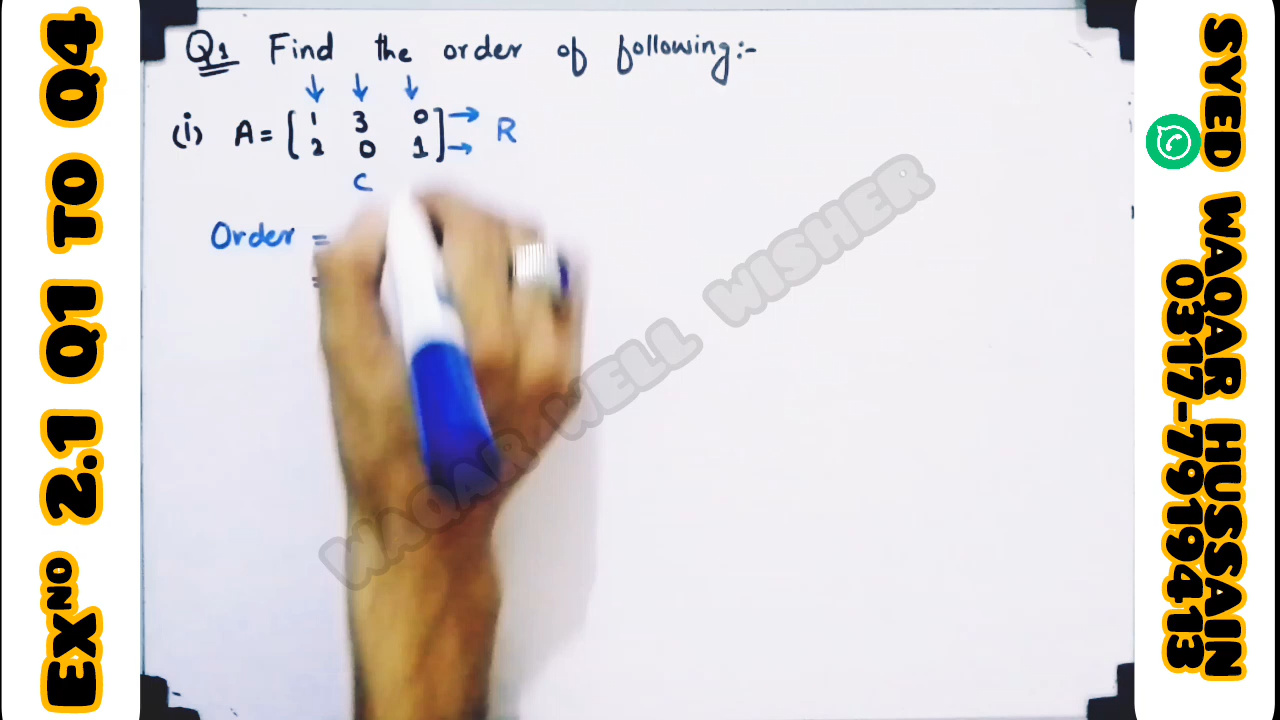 EXNO 2.1 Q1 TO Q4
Q1 Find the order of following:-
(i) A = [ 1 3 0 ] → R
2 0 1 →
C
Order =
=
WAQAR WELL WISHER
SYED WAQAR HUSSAIN
0317-7919413